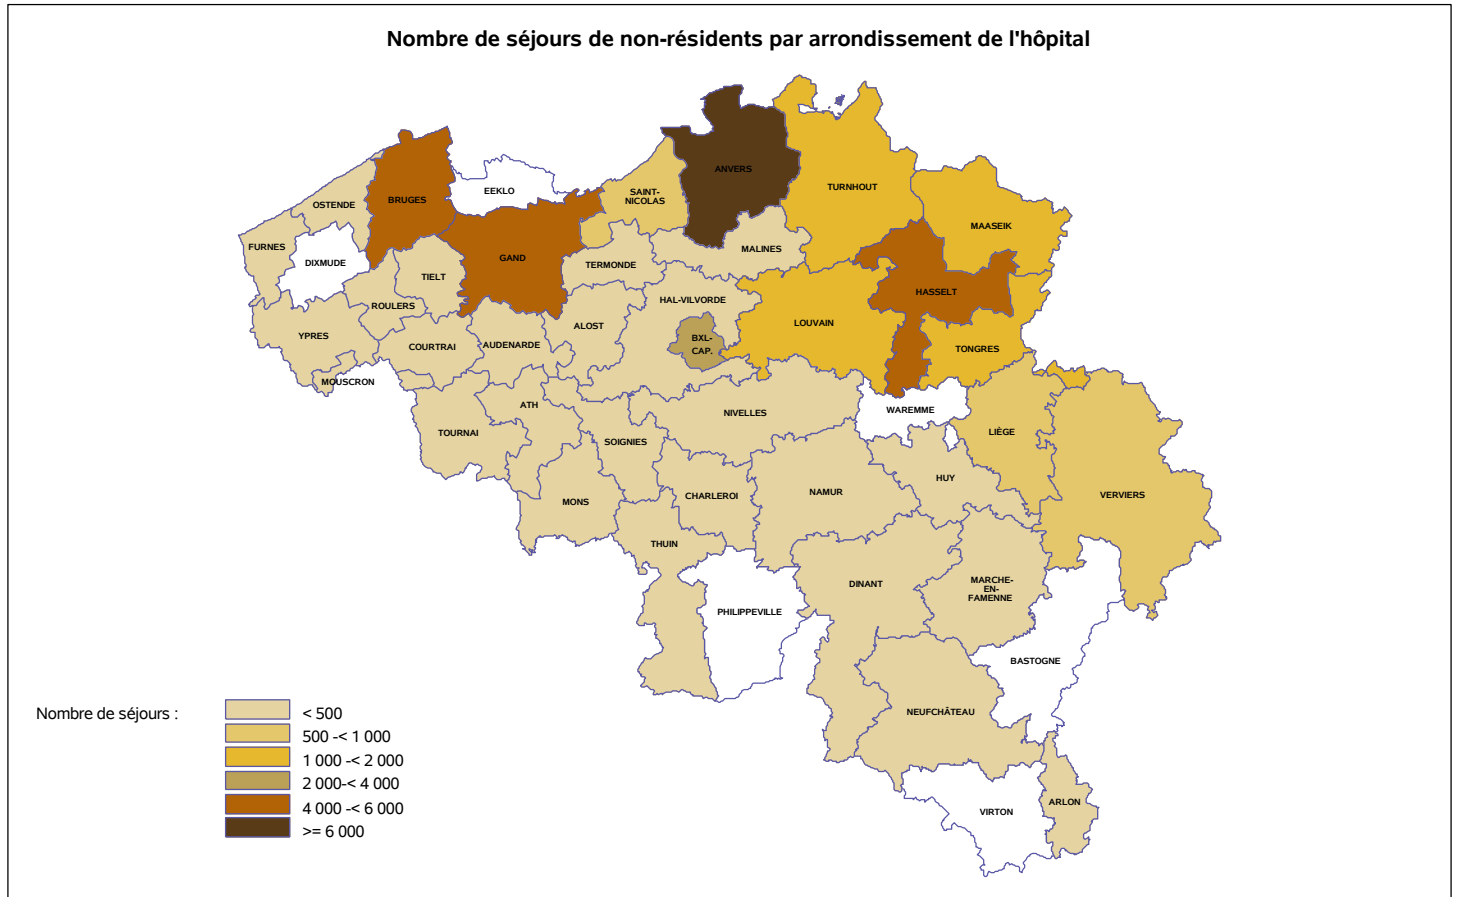 Nombre de séjours de non-résidents par arrondissement de l'hôpital
ANVERS
TURNHOUT
EEKLO
SAINT-
NICOLAS
BRUGES
OSTENDE
MAASEIK
FURNES
MALINES
DIXMUDE
GAND
TERMONDE
TIELT
HASSELT
HAL-VILVORDE
ROULERS
LOUVAIN
ALOST
YPRES
BXL-
CAP.
COURTRAI
AUDENARDE
TONGRES
MOUSCRON
ATH
NIVELLES
WAREMME
TOURNAI
SOIGNIES
LIÈGE
HUY
NAMUR
CHARLEROI
VERVIERS
MONS
THUIN
DINANT
MARCHE-
EN-
FAMENNE
PHILIPPEVILLE
BASTOGNE
NEUFCHÂTEAU
ARLON
VIRTON
Nombre de séjours :
< 500
500 -< 1 000
1 000 -< 2 000
2 000-< 4 000
4 000 -< 6 000
>= 6 000